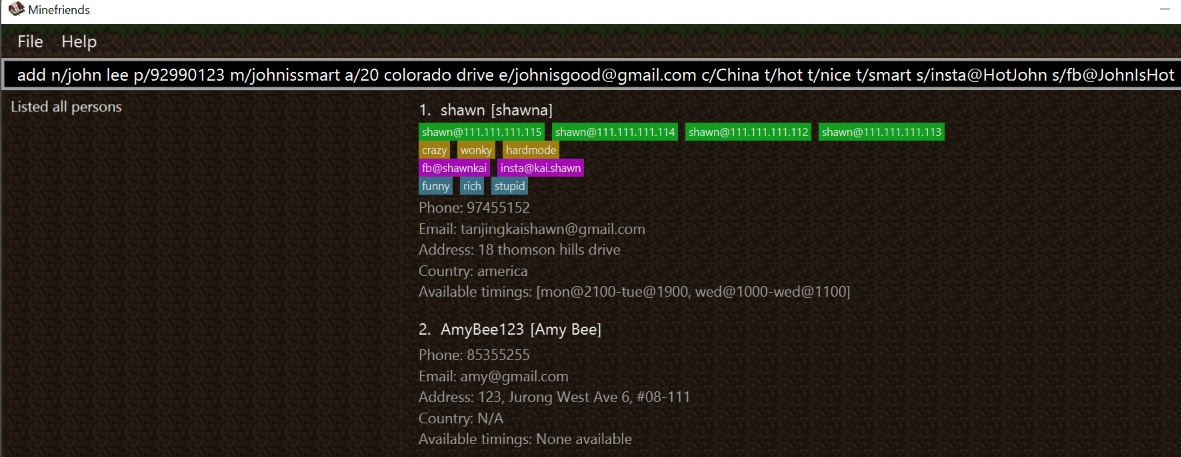 Minefriends
File Help
add n/john lee p/92990123 m/johnissmart a/20 colorado drive e/johnisgood@gmail.com c/China t/hot t/nice t/smart s/insta@HotJohn s/fb@JohnIsHot
Listed all persons
1. shawn [shawna]
shawn@111.111.111.115 shawn@111.111.111.114 shawn@111.111.111.112 shawn@111.111.111.113
crazy wonky hardmode
fb@shawnkai insta@kai.shawn
funny rich stupid
Phone: 97455152
Email: tanjingkaishawn@gmail.com
Address: 18 thomson hills drive
Country: america
Available timings: [mon@2100-tue@1900, wed@1000-wed@1100]
2. AmyBee123 [Amy Bee]
Phone: 85355255
Email: amy@gmail.com
Address: 123, Jurong West Ave 6, #08-111
Country: N/A
Available timings: None available